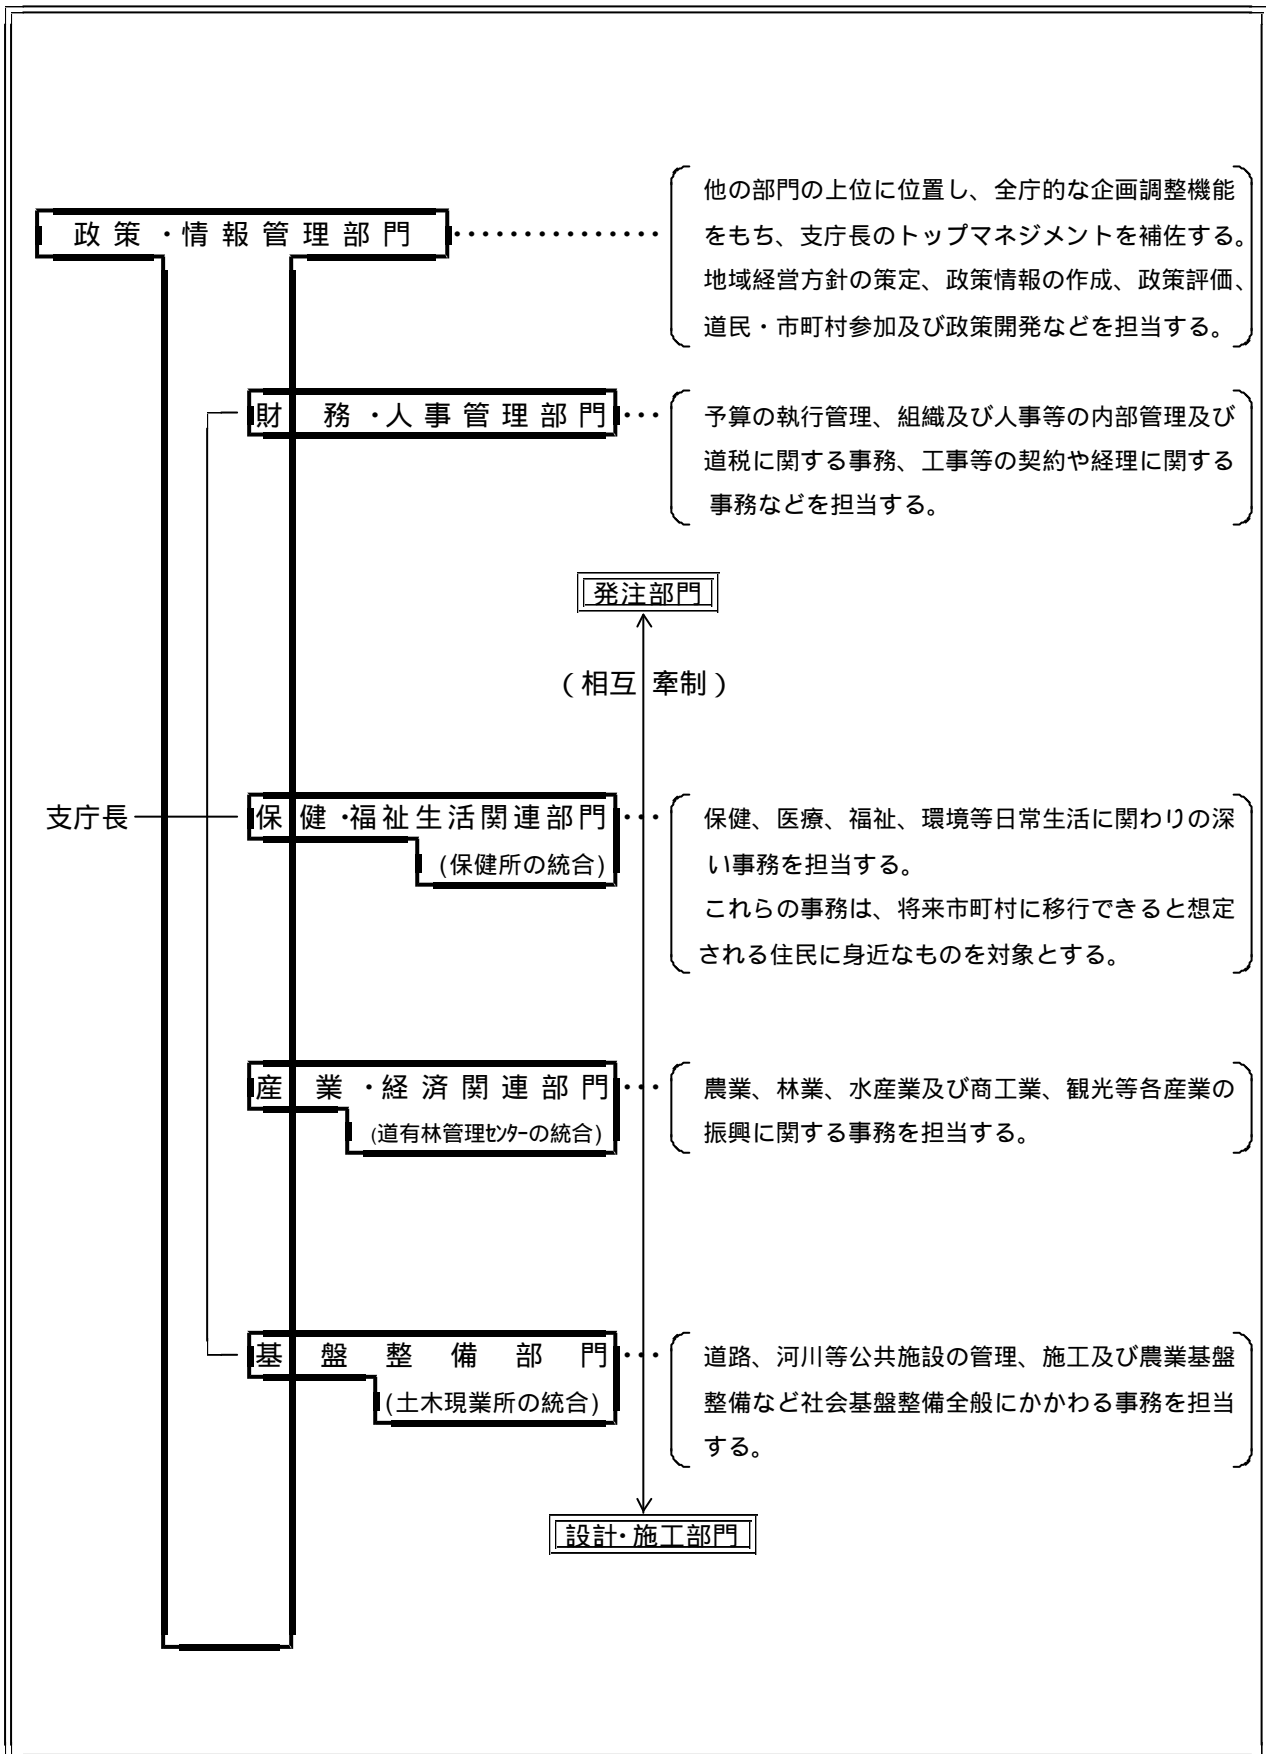 政策・情報管理部門・・・・・・・・・・・・・・・
他の部門の上位に位置し、全庁的な企画調整機能
をもち、支庁長のトップマネジメントを補佐する。
地域経営方針の策定、政策情報の作成、政策評価、
道民・市町村参加及び政策開発などを担当する。
財務・人事管理部門・・・
予算の執行管理、組織及び人事等の内部管理及び
道税に関する事務、工事等の契約や経理に関する
事務などを担当する。
発注部門
(相互牽制)
支庁長
保健・福祉生活関連部門・・・
(保健所の統合)
保健、医療、福祉、環境等日常生活に関わりの深
い事務を担当する。
これらの事務は、将来市町村に移行できると想定
される住民に身近なものを対象とする。
産業・経済関連部門・・・
(道有林管理ｾﾝﾀｰの統合)
農業、林業、水産業及び商工業、観光等各産業の
振興に関する事務を担当する。
基盤整備部門・・・
(土木現業所の統合)
道路、河川等公共施設の管理、施工及び農業基盤
整備など社会基盤整備全般にかかわる事務を担当
する。
設計・施工部門